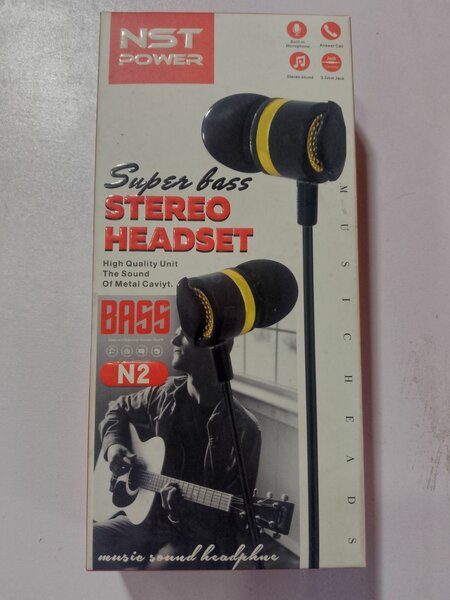 NST
POWER
Built-in
Microphone
Answer Call
Stereo sound
3.5mm Jack
Super bass
STEREO
HEADSET
High Quality Unit
The Sound
Of Metal Caviyt.
BASS
N2
MUSIC HEADS
music sound headphue